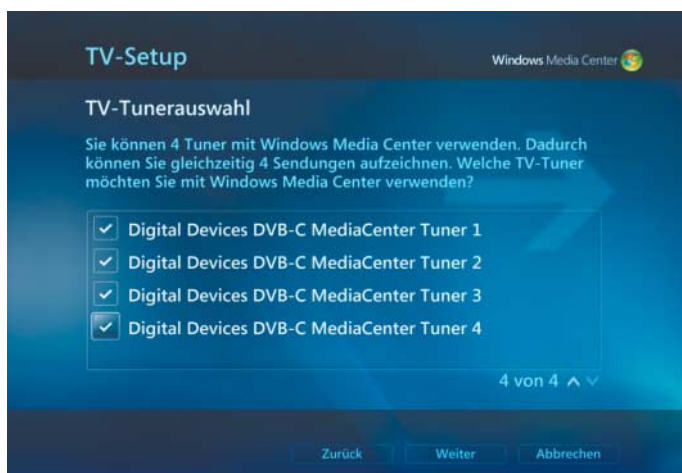 TV-Setup
Windows Media Center
TV-Tunerauswahl
Sie können 4 Tuner mit Windows Media Center verwenden. Dadurch
können Sie gleichzeitig 4 Sendungen aufzeichnen. Welche TV-Tuner
möchten Sie mit Windows Media Center verwenden?
Digital Devices DVB-C MediaCenter Tuner 1
Digital Devices DVB-C MediaCenter Tuner 2
Digital Devices DVB-C MediaCenter Tuner 3
Digital Devices DVB-C MediaCenter Tuner 4
4 von 4
Zurück Weiter Abbrechen